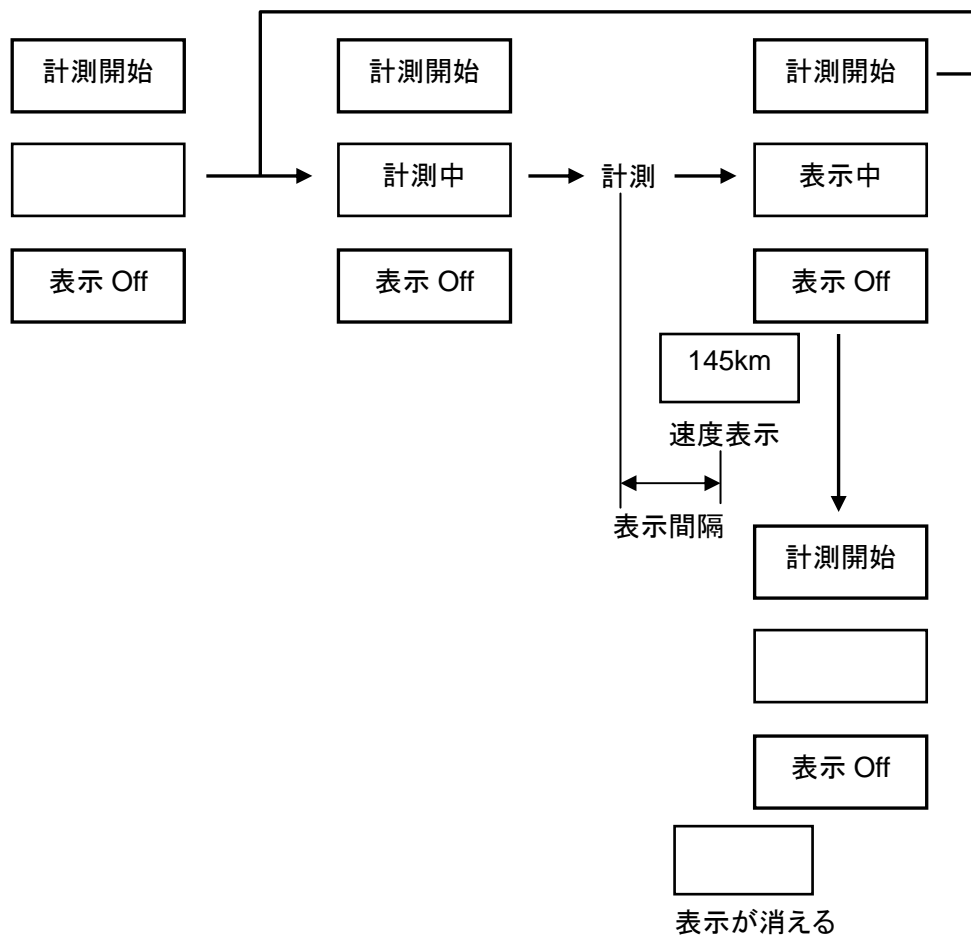 計測開始
計測開始
計測開始
計測中
計測
表示中
表示 Off
表示 Off
表示 Off
145km
速度表示
表示間隔
計測開始
表示 Off
表示が消える